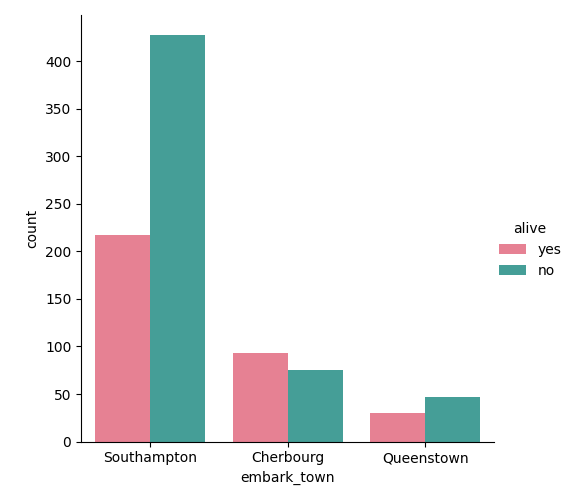 400
350
300
250
200
150
100
50
0
count
Southampton
Cherbourg
Queenstown
embark_town
alive
yes
no